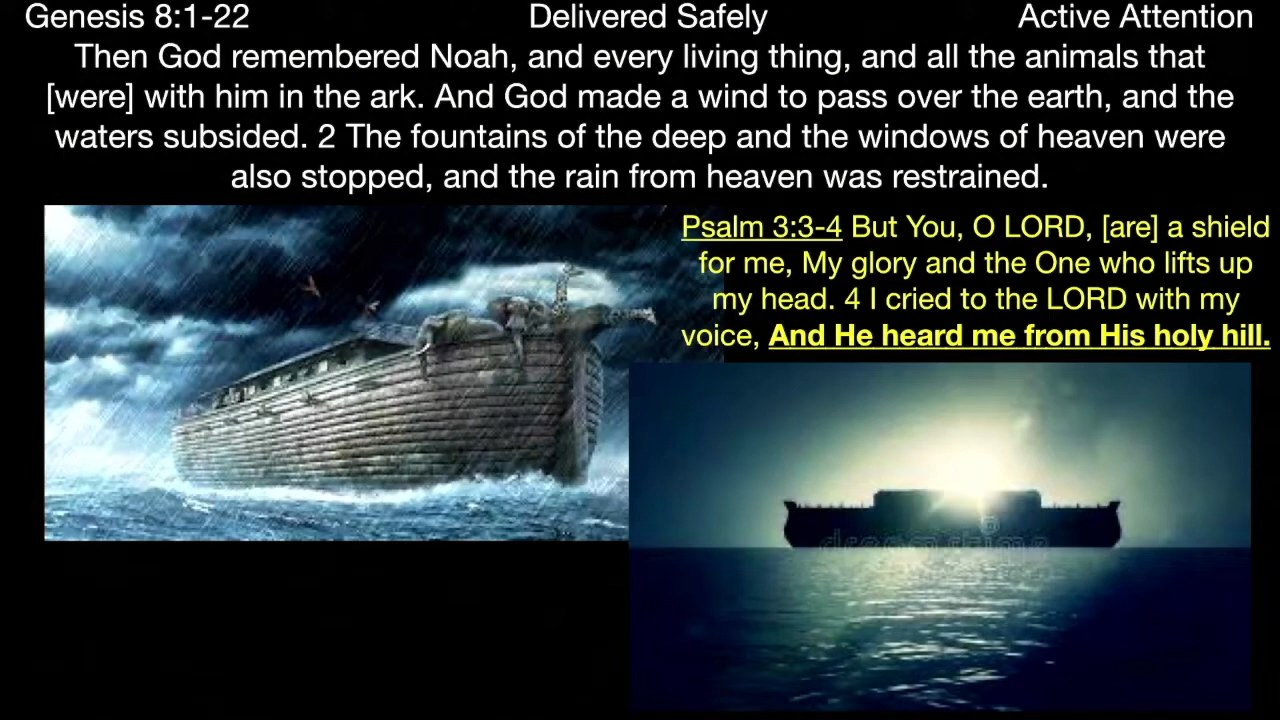 Genesis 8:1-22 Delivered Safely Active Attention
Then God remembered Noah, and every living thing, and all the animals that
[were] with him in the ark. And God made a wind to pass over the earth, and the
waters subsided. 2 The fountains of the deep and the windows of heaven were
also stopped, and the rain from heaven was restrained.
Psalm 3:3-4 But You, O LORD, [are] a shield
for me, My glory and the One who lifts up
my head. 4 I cried to the LORD with my
voice, And He heard me from His holy hill.
dreamstime